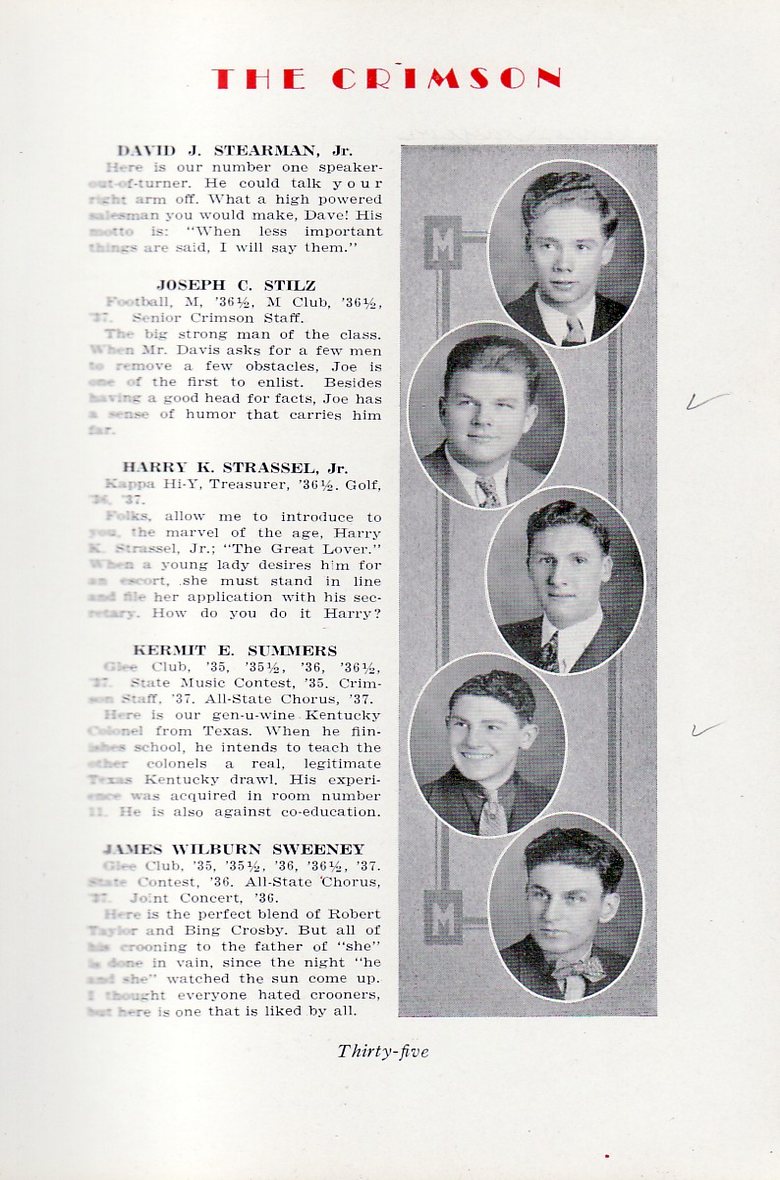 THE CRIMSON
DAVID J. STEARMAN, Jr.
Here is our number one speaker-
out-of-turner. He could talk your
right arm off. What a high powered
salesman you would make, Dave! His
motto is: "When less important
things are said, I will say them."
JOSEPH C. STILZ
Football, M, '36½, M Club, '36½,
'37. Senior Crimson Staff.
The big strong man of the class.
When Mr. Davis asks for a few men
to remove a few obstacles, Joe is
one of the first to enlist. Besides
having a good head for facts, Joe has
a sense of humor that carries him
far.
HARRY K. STRASSEL, Jr.
Kappa Hi-Y, Treasurer, '36½. Golf,
'36, '37.
Folks, allow me to introduce to
you, the marvel of the age, Harry
K. Strassel, Jr.; "The Great Lover."
When a young lady desires him for
an escort, she must stand in line
and file her application with his sec-
retary. How do you do it Harry?
KERMIT E. SUMMERS
Glee Club, '35, '35½, '36, '36½,
'37. State Music Contest, '35. Crim-
son Staff, '37. All-State Chorus, '37.
Here is our gen-u-wine Kentucky
Colonel from Texas. When he fiin-
ishes school, he intends to teach the
other colonels a real, legitimate
Texas Kentucky drawl. His experi-
ence was acquired in room number
11. He is also against co-education.
JAMES WILBURN SWEENEY
Glee Club, '35, '35½, '36, '36½, '37.
State Contest, '36. All-State Chorus,
'37. Joint Concert, '36.
Here is the perfect blend of Robert
Taylor and Bing Crosby. But all of
his crooning to the father of "she"
is done in vain, since the night "he
and she" watched the sun come up.
I thought everyone hated crooners,
but here is one that is liked by all.
M
M
Thirty-five